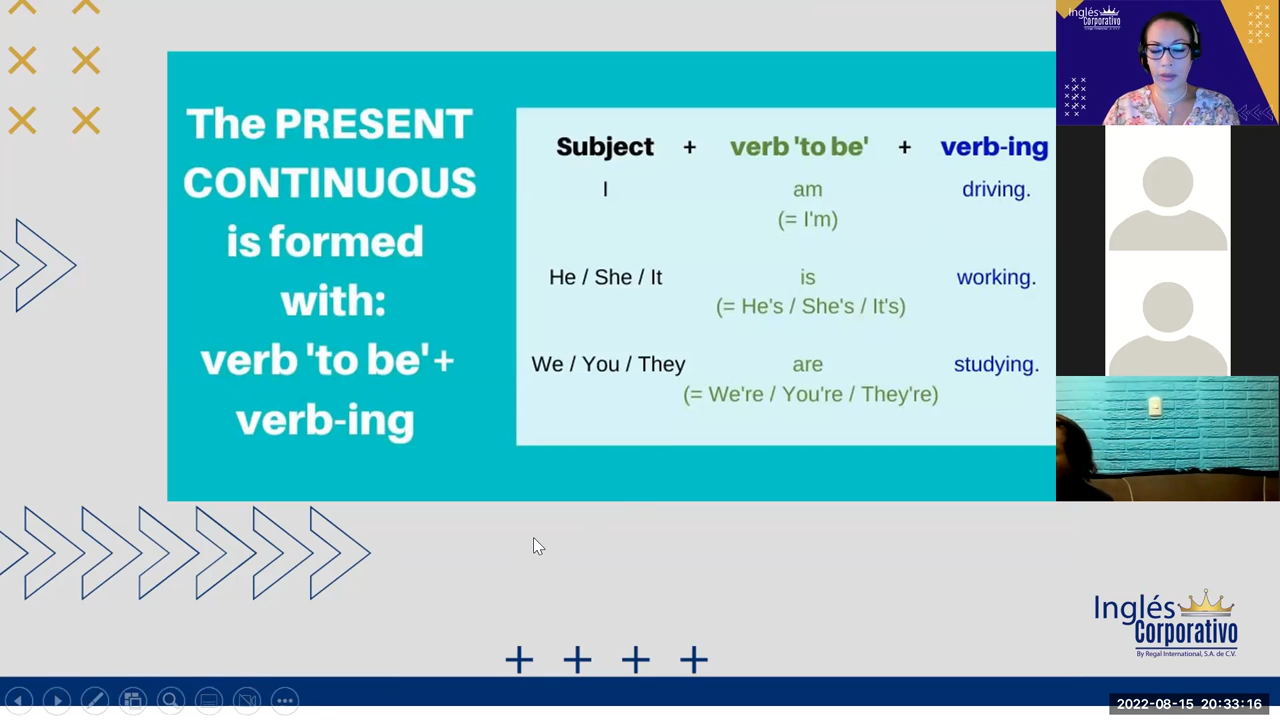 The PRESENT
CONTINUOUS
is formed
with:
verb 'to be'+
verb-ing
Subject + verb 'to be' + verb-ing
I am driving.
(= I'm)
He / She / It is working.
(= He's / She's / It's)
We / You / They are studying.
(= We're / You're / They're)
Inglés
Corporativo
Inglés
Corporativo
By Regal International, S.A. de C.V.
2022-08-15 20:33:16